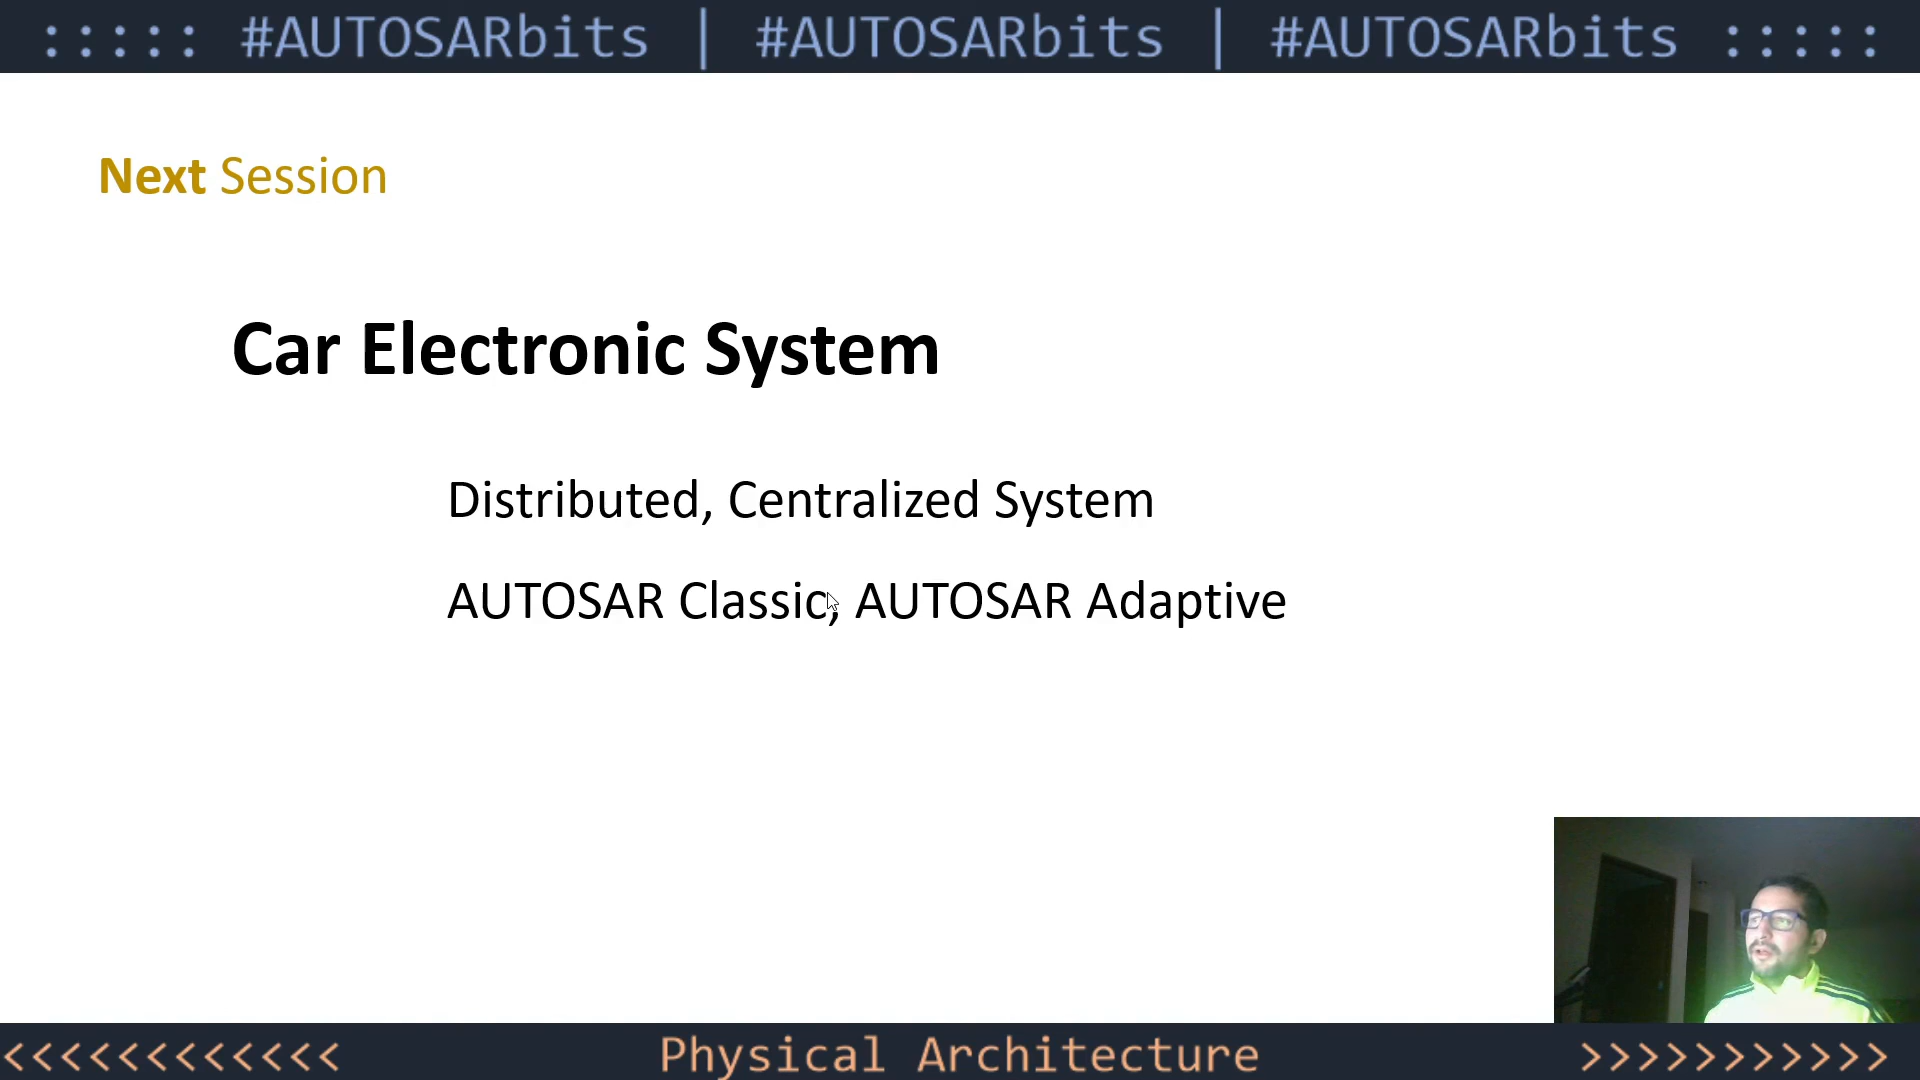 ::::: #AUTOSARbits | #AUTOSARbits | #AUTOSARbits :::::
Next Session
Car Electronic System
Distributed, Centralized System
AUTOSAR Classic, AUTOSAR Adaptive
<<<<<<<<<<<< Physical Architecture >>>>>>>>>>>